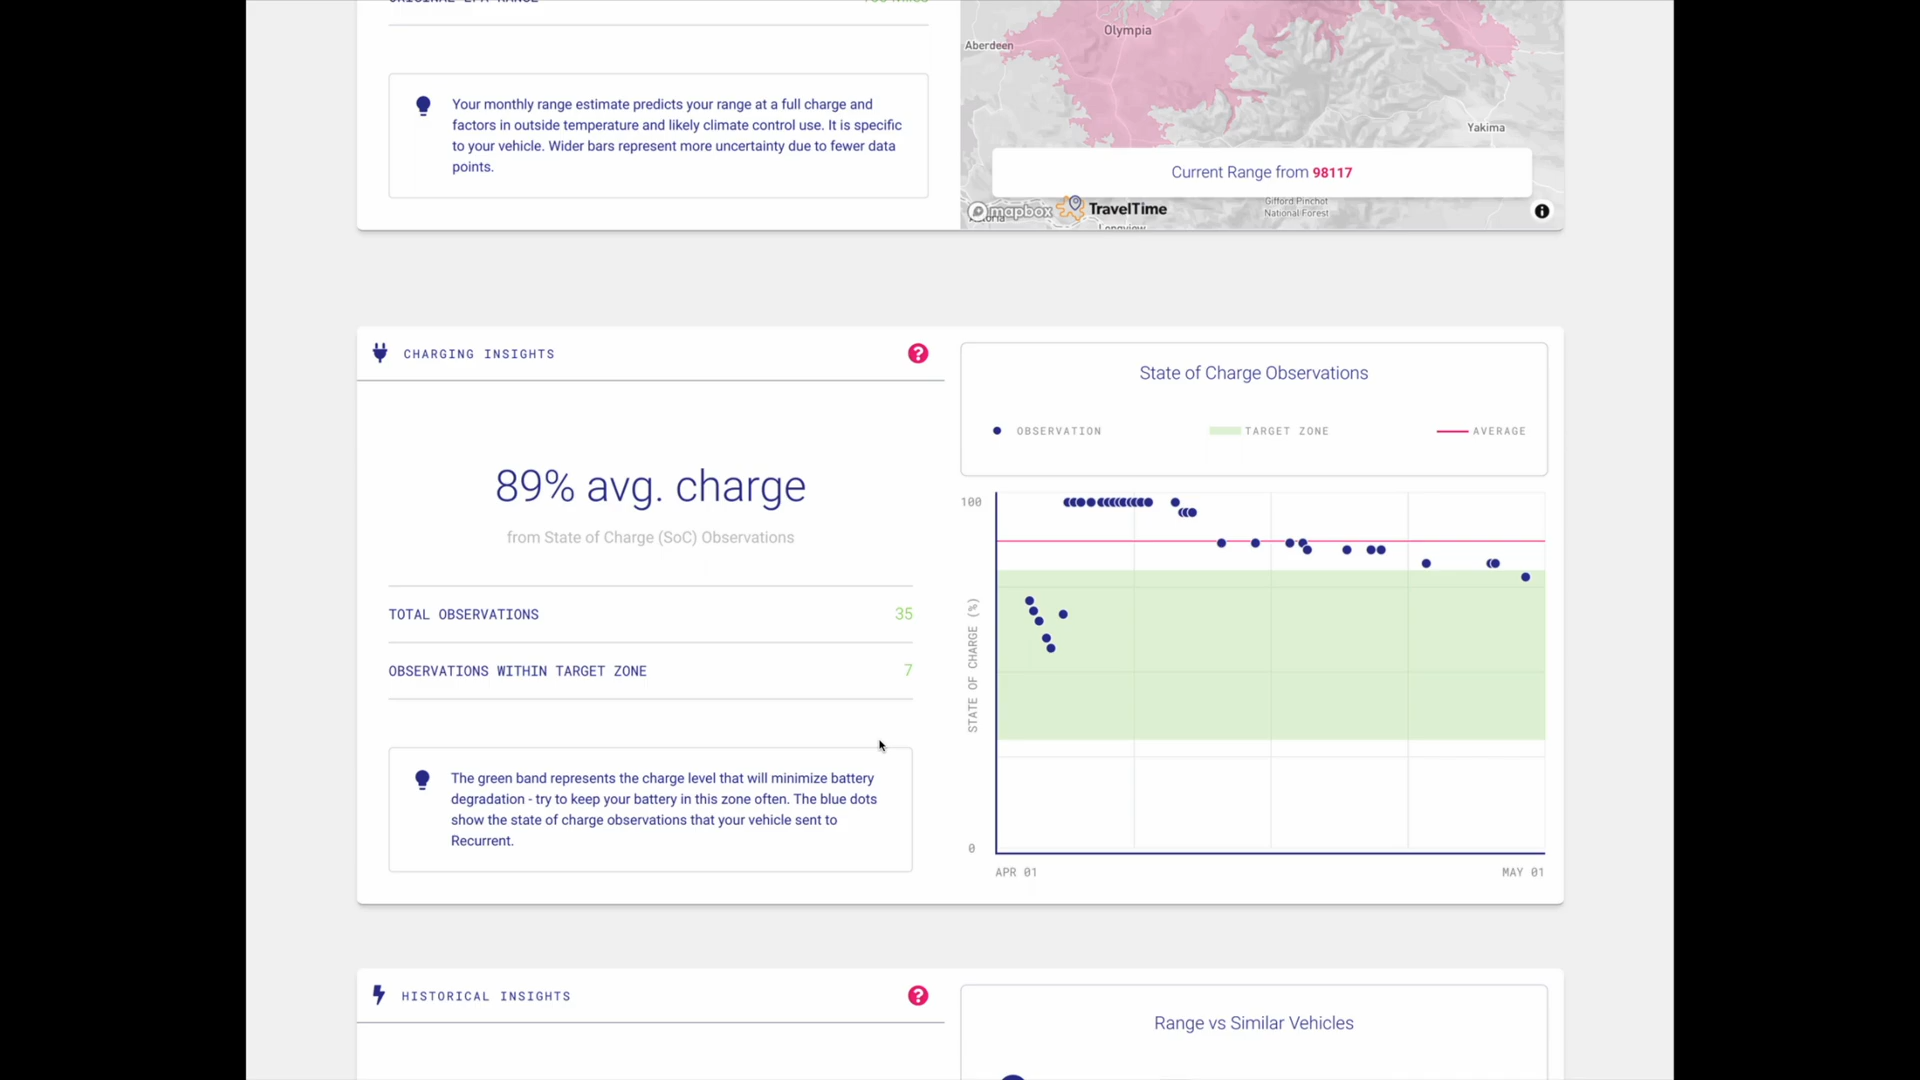 Olympia
Aberdeen
Yakima
Your monthly range estimate predicts your range at a full charge and
factors in outside temperature and likely climate control use. It is specific
to your vehicle. Wider bars represent more uncertainty due to fewer data
points.
Current Range from 98117
mapbox
TravelTime
Gifford Pinchot
National Forest
Longview
CHARGING INSIGHTS
?
89% avg. charge
from State of Charge (SoC) Observations
TOTAL OBSERVATIONS 35
OBSERVATIONS WITHIN TARGET ZONE 7
The green band represents the charge level that will minimize battery
degradation - try to keep your battery in this zone often. The blue dots
show the state of charge observations that your vehicle sent to
Recurrent.
State of Charge Observations
OBSERVATION TARGET ZONE AVERAGE
100
STATE OF CHARGE (%)
0
APR 01 MAY 01
HISTORICAL INSIGHTS
?
Range vs Similar Vehicles